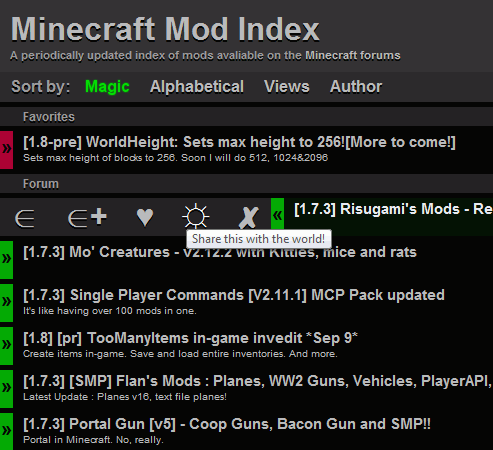 Minecraft Mod Index
A periodically updated index of mods avaliable on the Minecraft forums
Sort by: Magic Alphabetical Views Author
Favorites
» [1.8-pre] WorldHeight: Sets max height to 256![More to come!]
Sets max height of blocks to 256. Soon I will do 512, 1024&2096
Forum
∈ ∈+ ♥ ☼ ✘ « [1.7.3] Risugami's Mods - Re
Share this with the world!
» [1.7.3] Mo' Creatures - v2.12.2 with Kitties, mice and rats
» [1.7.3] Single Player Commands [V2.11.1] MCP Pack updated
It's like having over 100 mods in one.
» [1.8] [pr] TooManyItems in-game invedit *Sep 9*
Create items in-game. Save and load entire inventories. And more.
» [1.7.3] [SMP] Flan's Mods : Planes, WW2 Guns, Vehicles, PlayerAPI,
Latest Update : Planes v16, text file planes!
» [1.7.3] Portal Gun [v5] - Coop Guns, Bacon Gun and SMP!!
Portal in Minecraft. No, really.